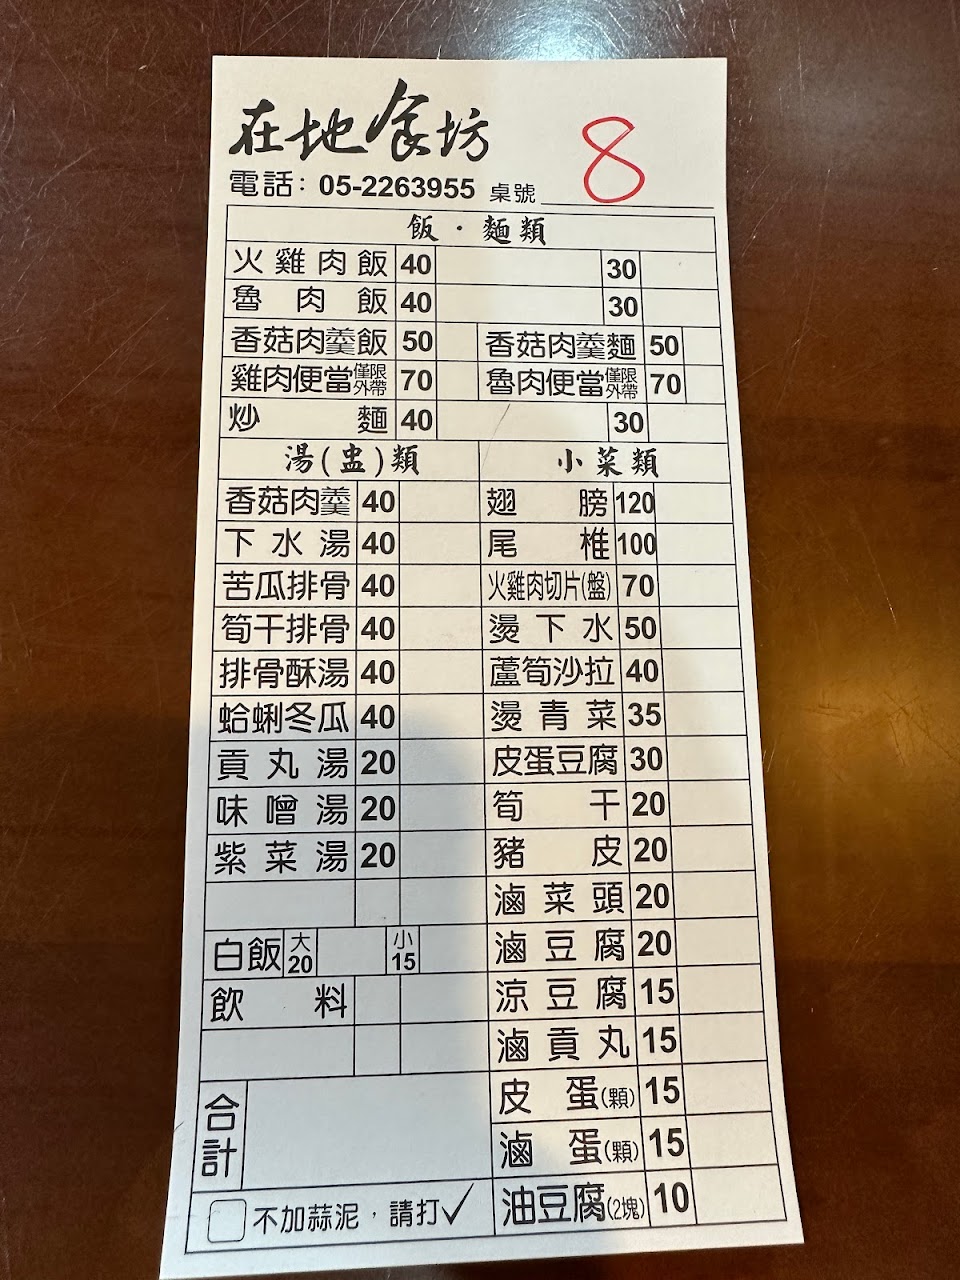 在地食坊
電話：05-2263955 桌號 8
飯・麵類
火雞肉飯 40 30
魯肉飯 40 30
香菇肉羹飯 50 香菇肉羹麵 50
雞肉便當僅限外帶 70 魯肉便當僅限外帶 70
炒麵 40 30
湯(盅)類 小菜類
香菇肉羹 40 翅膀 120
下水湯 40 尾椎 100
苦瓜排骨 40 火雞肉切片(盤) 70
筍干排骨 40 燙下水 50
排骨酥湯 40 蘆筍沙拉 40
蛤蜊冬瓜 40 燙青菜 35
貢丸湯 20 皮蛋豆腐 30
味噌湯 20 筍干 20
紫菜湯 20 豬皮 20
滷菜頭 20
白飯 大 20 小 15 滷豆腐 20
飲料 涼豆腐 15
滷貢丸 15
合計 皮蛋(顆) 15
滷蛋(顆) 15
不加蒜泥，請打✓ 油豆腐(2塊) 10